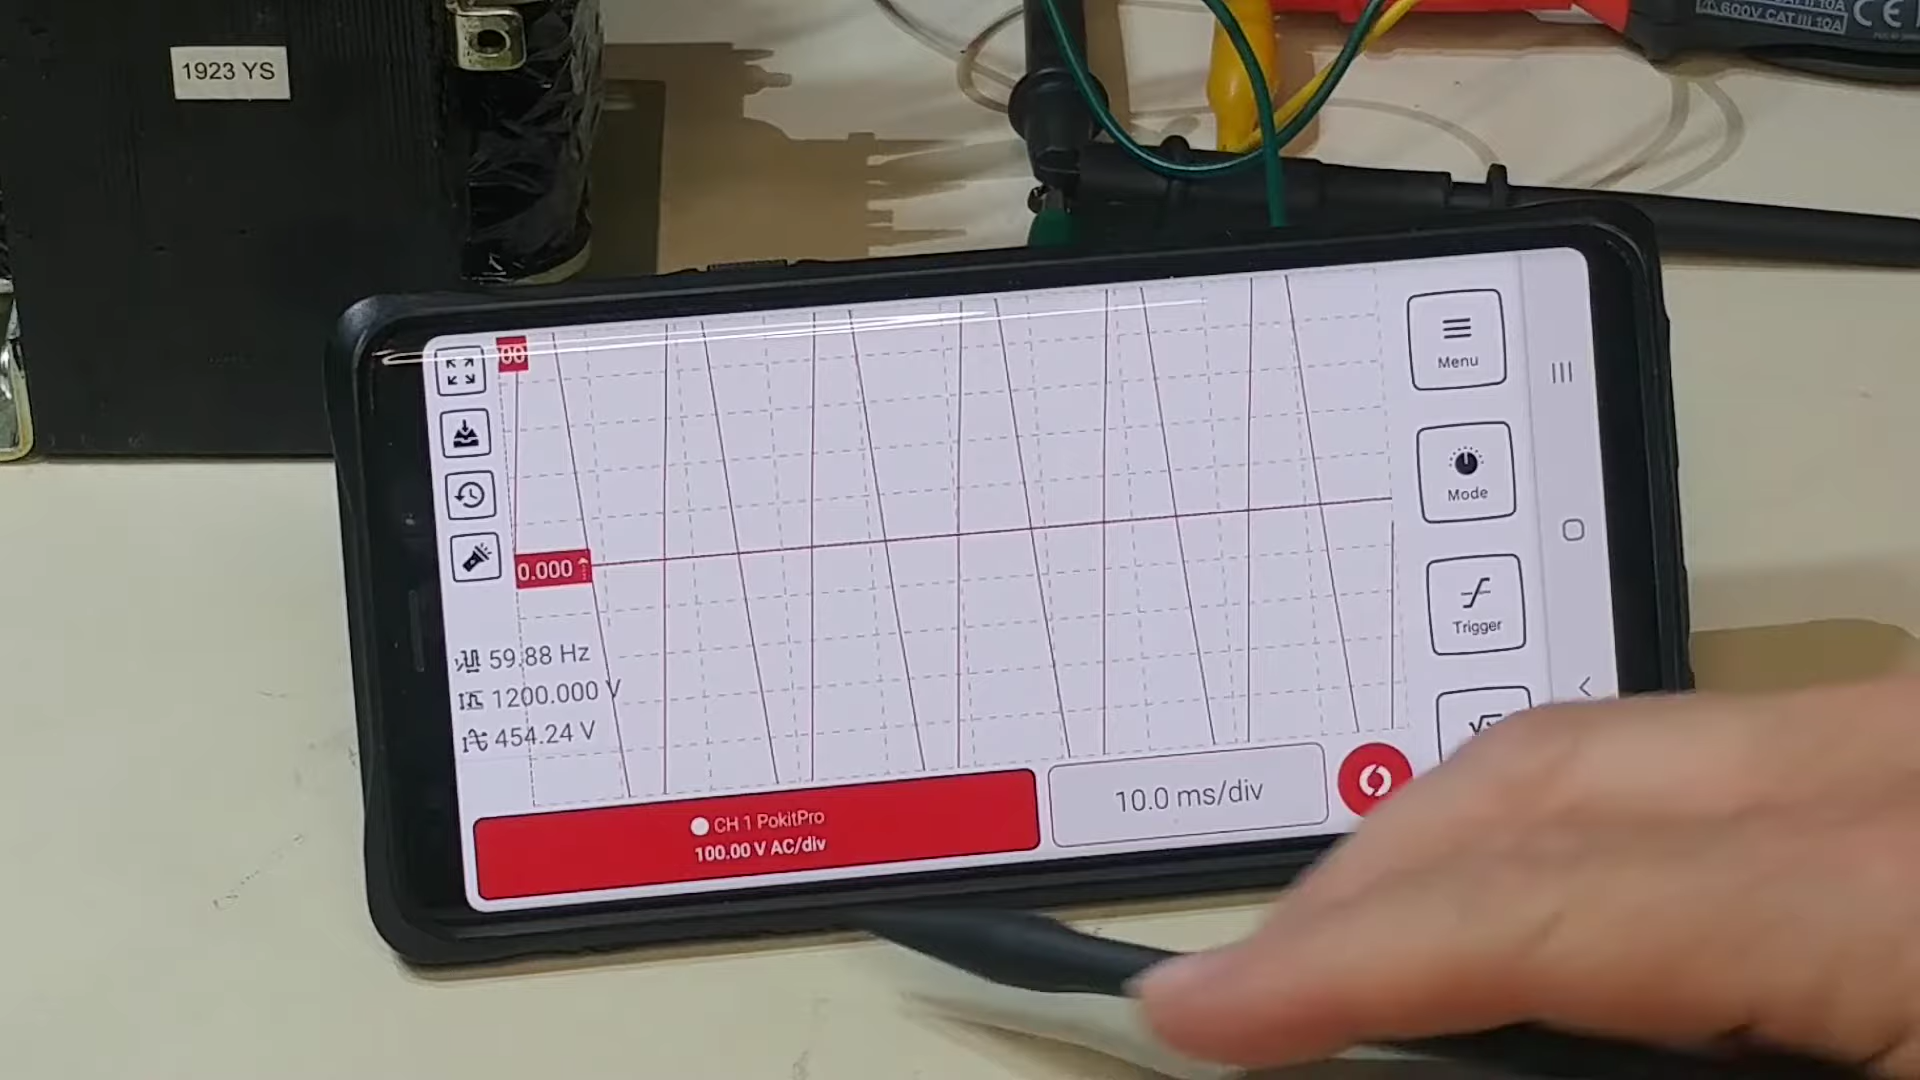 1923 YS
600V CAT III 10A
CE
00
Menu
Mode
0.000
Trigger
59.88 Hz
1200.000 V
454.24 V
CH 1 PokitPro
100.00 V AC/div
10.0 ms/div